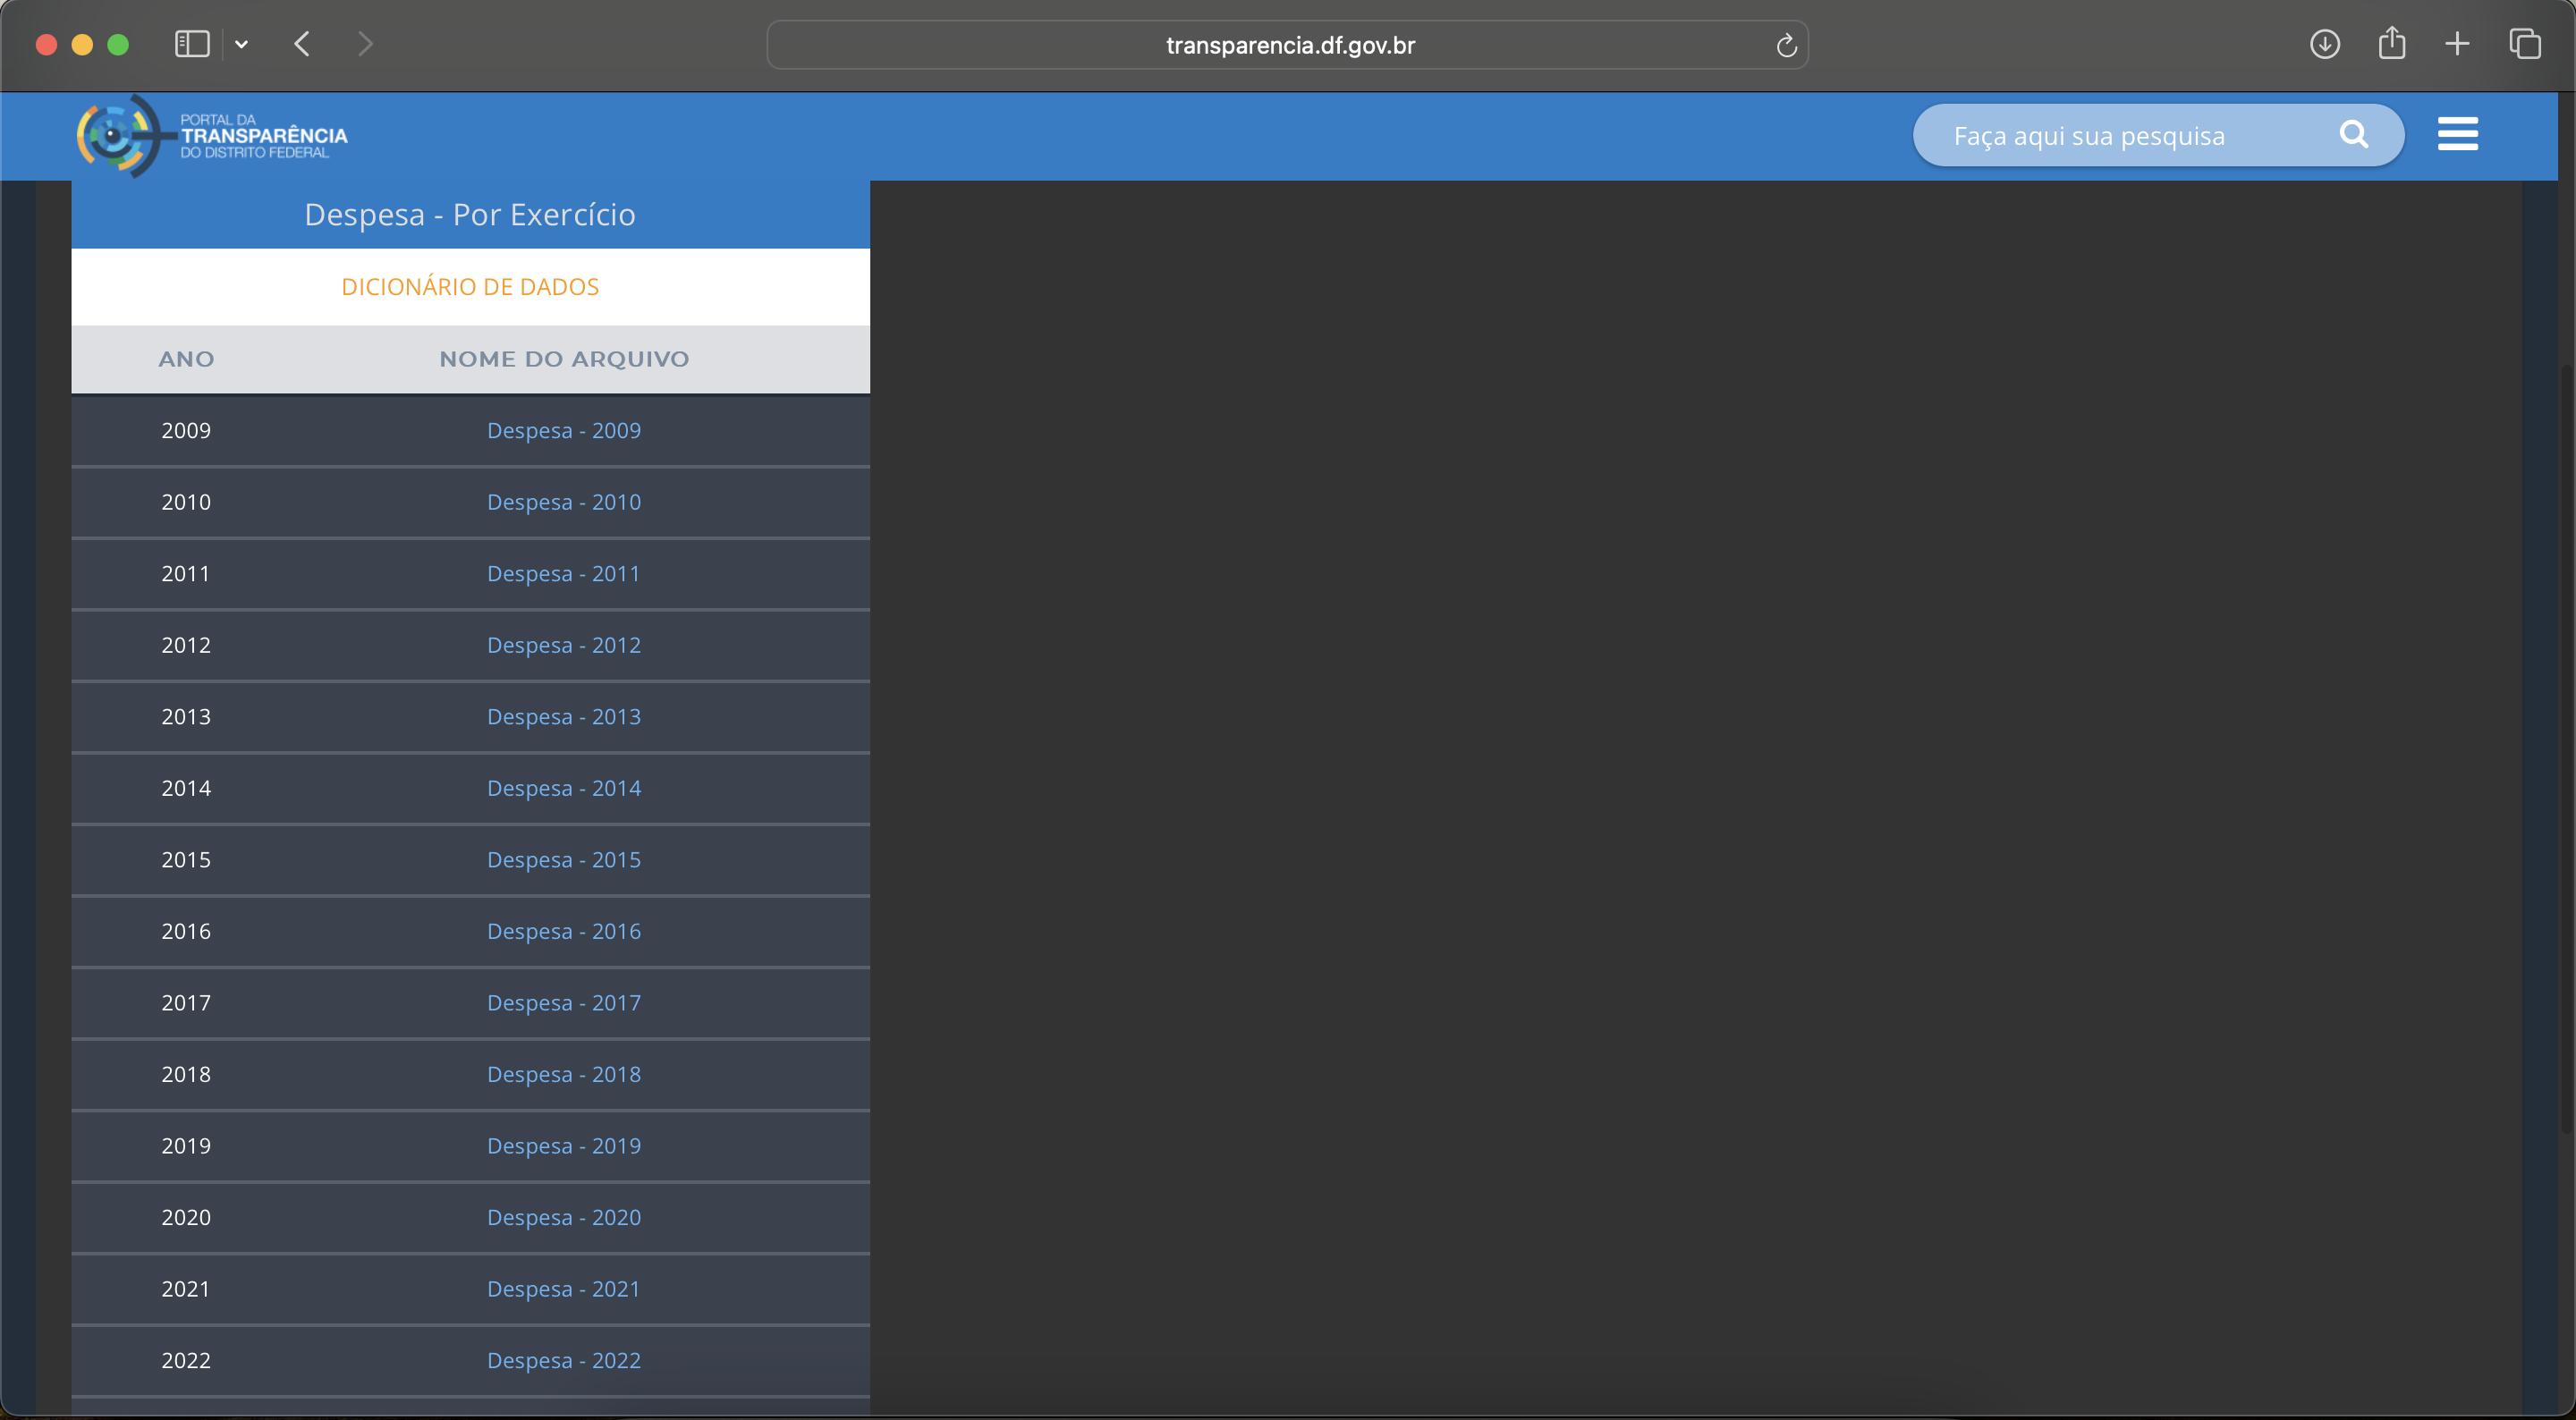 transparencia.df.gov.br
PORTAL DA
TRANSPARÊNCIA
DO DISTRITO FEDERAL
Faça aqui sua pesquisa
Despesa - Por Exercício
DICIONÁRIO DE DADOS
ANO NOME DO ARQUIVO
2009 Despesa - 2009
2010 Despesa - 2010
2011 Despesa - 2011
2012 Despesa - 2012
2013 Despesa - 2013
2014 Despesa - 2014
2015 Despesa - 2015
2016 Despesa - 2016
2017 Despesa - 2017
2018 Despesa - 2018
2019 Despesa - 2019
2020 Despesa - 2020
2021 Despesa - 2021
2022 Despesa - 2022